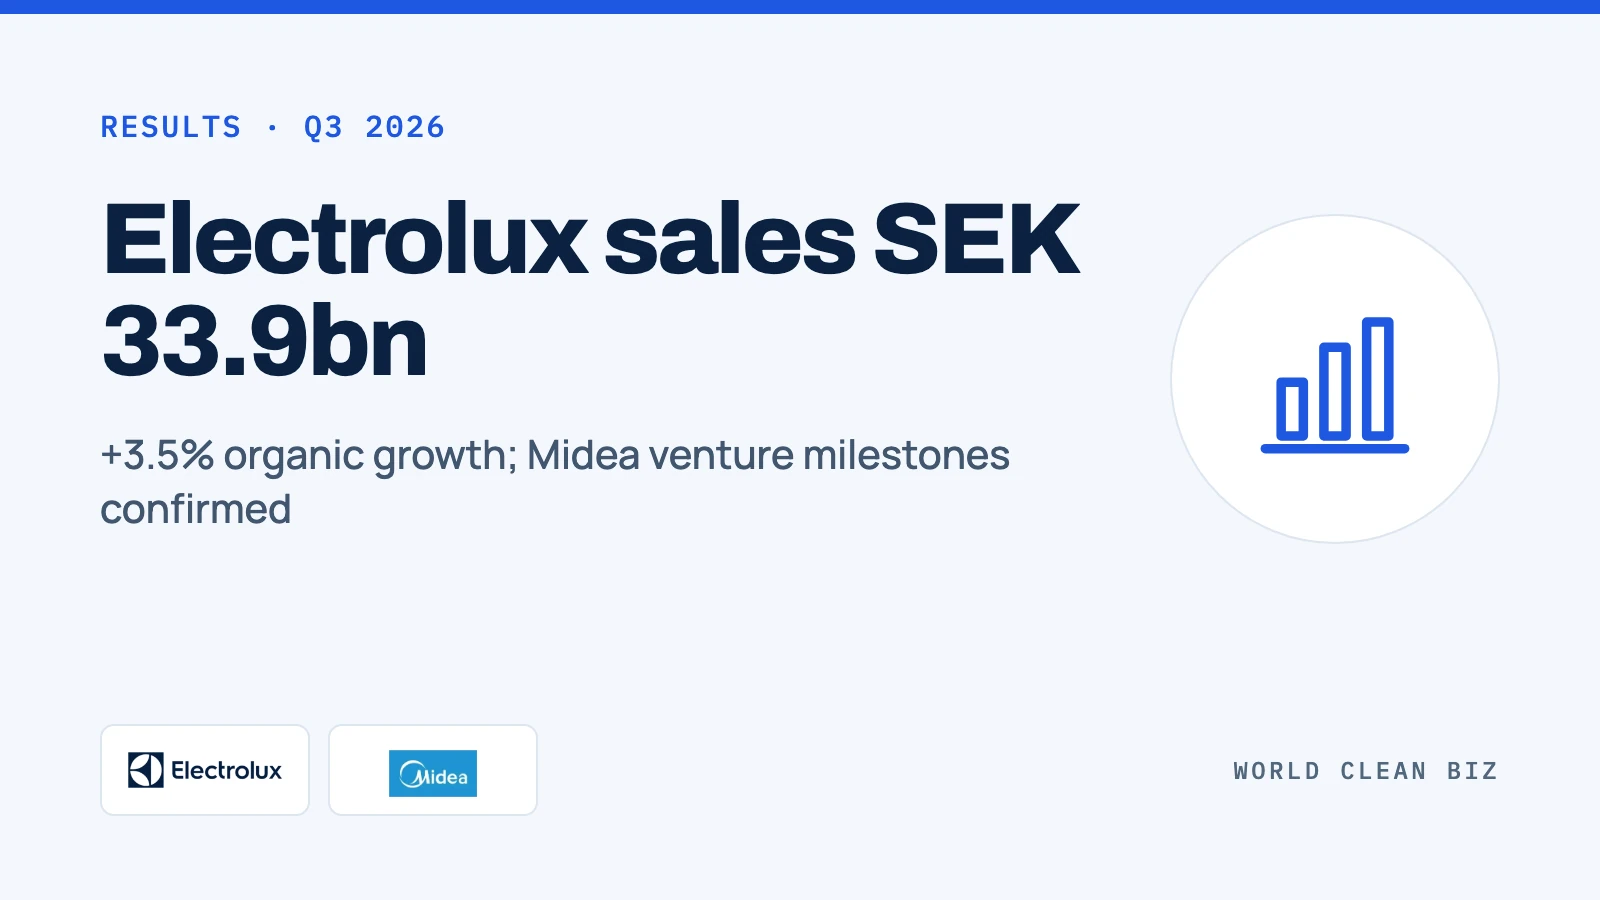 RESULTS · Q3 2026
Electrolux sales SEK
33.9bn
+3.5% organic growth; Midea venture milestones
confirmed
Electrolux
Midea
WORLD CLEAN BIZ